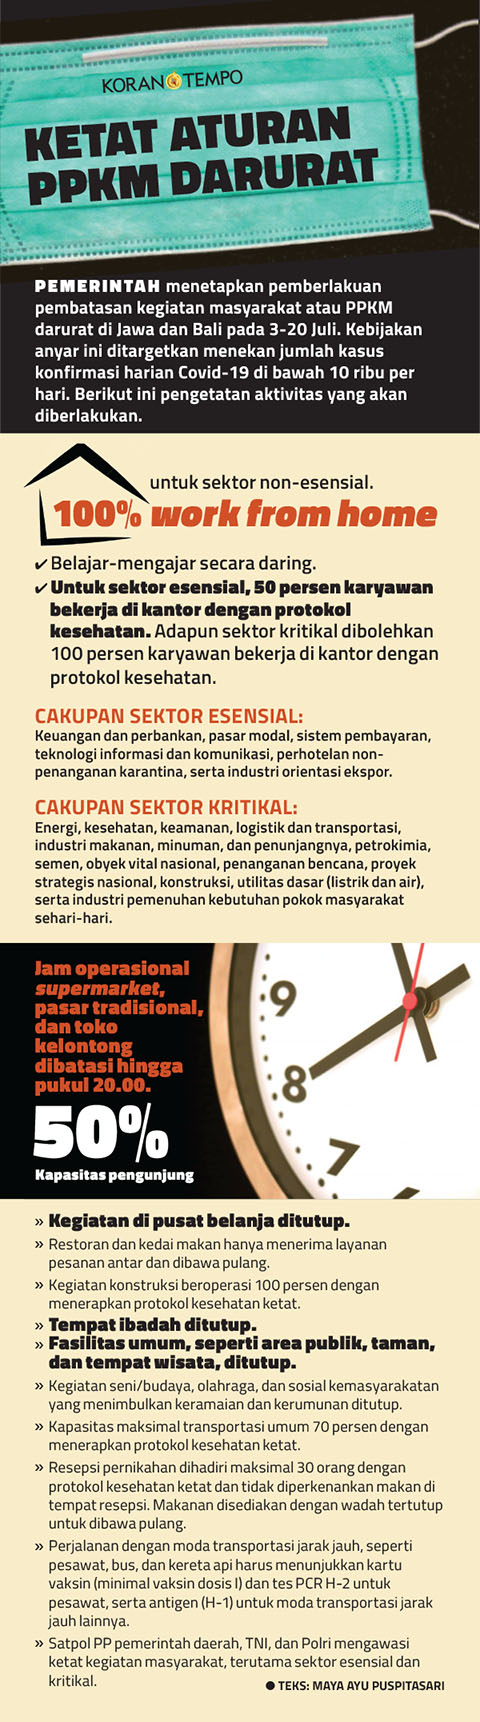 KORAN TEMPO
KETAT ATURAN
PPKM DARURAT
PEMERINTAH menetapkan pemberlakuan
pembatasan kegiatan masyarakat atau PPKM
darurat di Jawa dan Bali pada 3-20 Juli. Kebijakan
anyar ini ditargetkan menekan jumlah kasus
konfirmasi harian Covid-19 di bawah 10 ribu per
hari. Berikut ini pengetatan aktivitas yang akan
diberlakukan.
untuk sektor non-esensial.
100% work from home
✔ Belajar-mengajar secara daring.
✔ Untuk sektor esensial, 50 persen karyawan
bekerja di kantor dengan protokol
kesehatan. Adapun sektor kritikal dibolehkan
100 persen karyawan bekerja di kantor dengan
protokol kesehatan.
CAKUPAN SEKTOR ESENSIAL:
Keuangan dan perbankan, pasar modal, sistem pembayaran,
teknologi informasi dan komunikasi, perhotelan non-
penanganan karantina, serta industri orientasi ekspor.
CAKUPAN SEKTOR KRITIKAL:
Energi, kesehatan, keamanan, logistik dan transportasi,
industri makanan, minuman, dan penunjangnya, petrokimia,
semen, obyek vital nasional, penanganan bencana, proyek
strategis nasional, konstruksi, utilitas dasar (listrik dan air),
serta industri pemenuhan kebutuhan pokok masyarakat
sehari-hari.
Jam operasional
supermarket,
pasar tradisional,
dan toko
kelontong
dibatasi hingga
pukul 20.00.
50%
Kapasitas pengunjung
9
8
7
» Kegiatan di pusat belanja ditutup.
» Restoran dan kedai makan hanya menerima layanan
pesanan antar dan dibawa pulang.
» Kegiatan konstruksi beroperasi 100 persen dengan
menerapkan protokol kesehatan ketat.
» Tempat ibadah ditutup.
» Fasilitas umum, seperti area publik, taman,
dan tempat wisata, ditutup.
» Kegiatan seni/budaya, olahraga, dan sosial kemasyarakatan
yang menimbulkan keramaian dan kerumunan ditutup.
» Kapasitas maksimal transportasi umum 70 persen dengan
menerapkan protokol kesehatan ketat.
» Resepsi pernikahan dihadiri maksimal 30 orang dengan
protokol kesehatan ketat dan tidak diperkenankan makan di
tempat resepsi. Makanan disediakan dengan wadah tertutup
untuk dibawa pulang.
» Perjalanan dengan moda transportasi jarak jauh, seperti
pesawat, bus, dan kereta api harus menunjukkan kartu
vaksin (minimal vaksin dosis I) dan tes PCR H-2 untuk
pesawat, serta antigen (H-1) untuk moda transportasi jarak
jauh lainnya.
» Satpol PP pemerintah daerah, TNI, dan Polri mengawasi
ketat kegiatan masyarakat, terutama sektor esensial dan
kritikal.
● TEKS: MAYA AYU PUSPITASARI